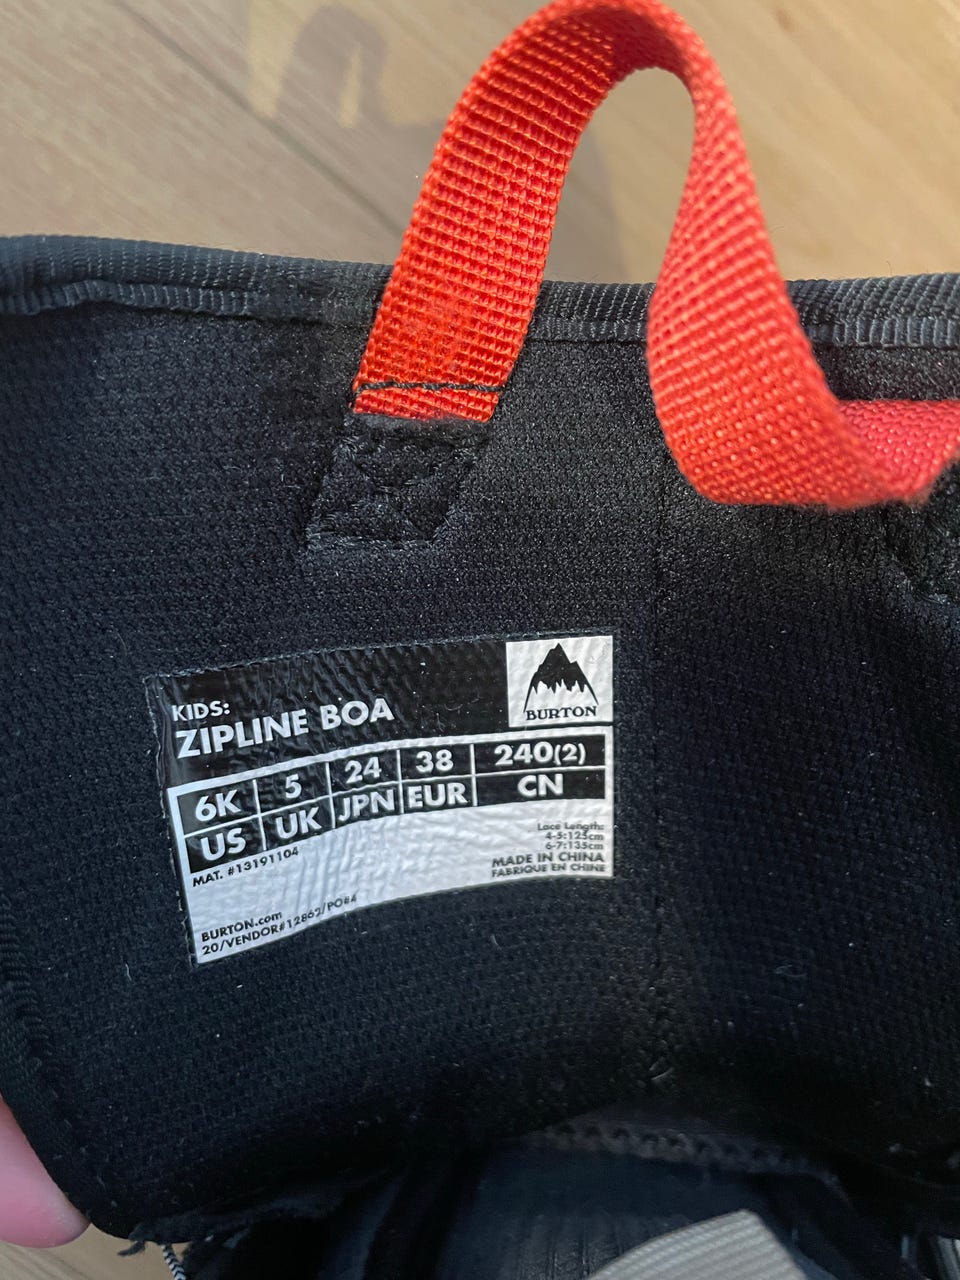 BURTON
KIDS:
ZIPLINE BOA
6K 5 24 38 240(2)
US UK JPN EUR CN
MAT. #13191104
Lace Length:
4-5:125cm
6-7:135cm
MADE IN CHINA
FABRIQUE EN CHINE
BURTON.com
20/VENDOR#12862/PO#4